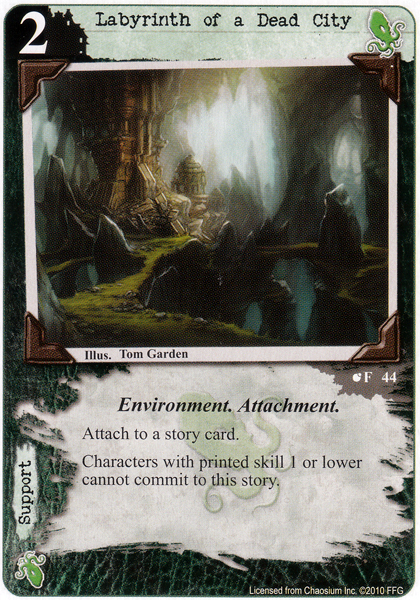 2
Labyrinth of a Dead City
Illus. Tom Garden
F 44
Environment. Attachment.
Attach to a story card.
Characters with printed skill 1 or lower
cannot commit to this story.
Support
Licensed from Chaosium Inc. ©2010 FFG